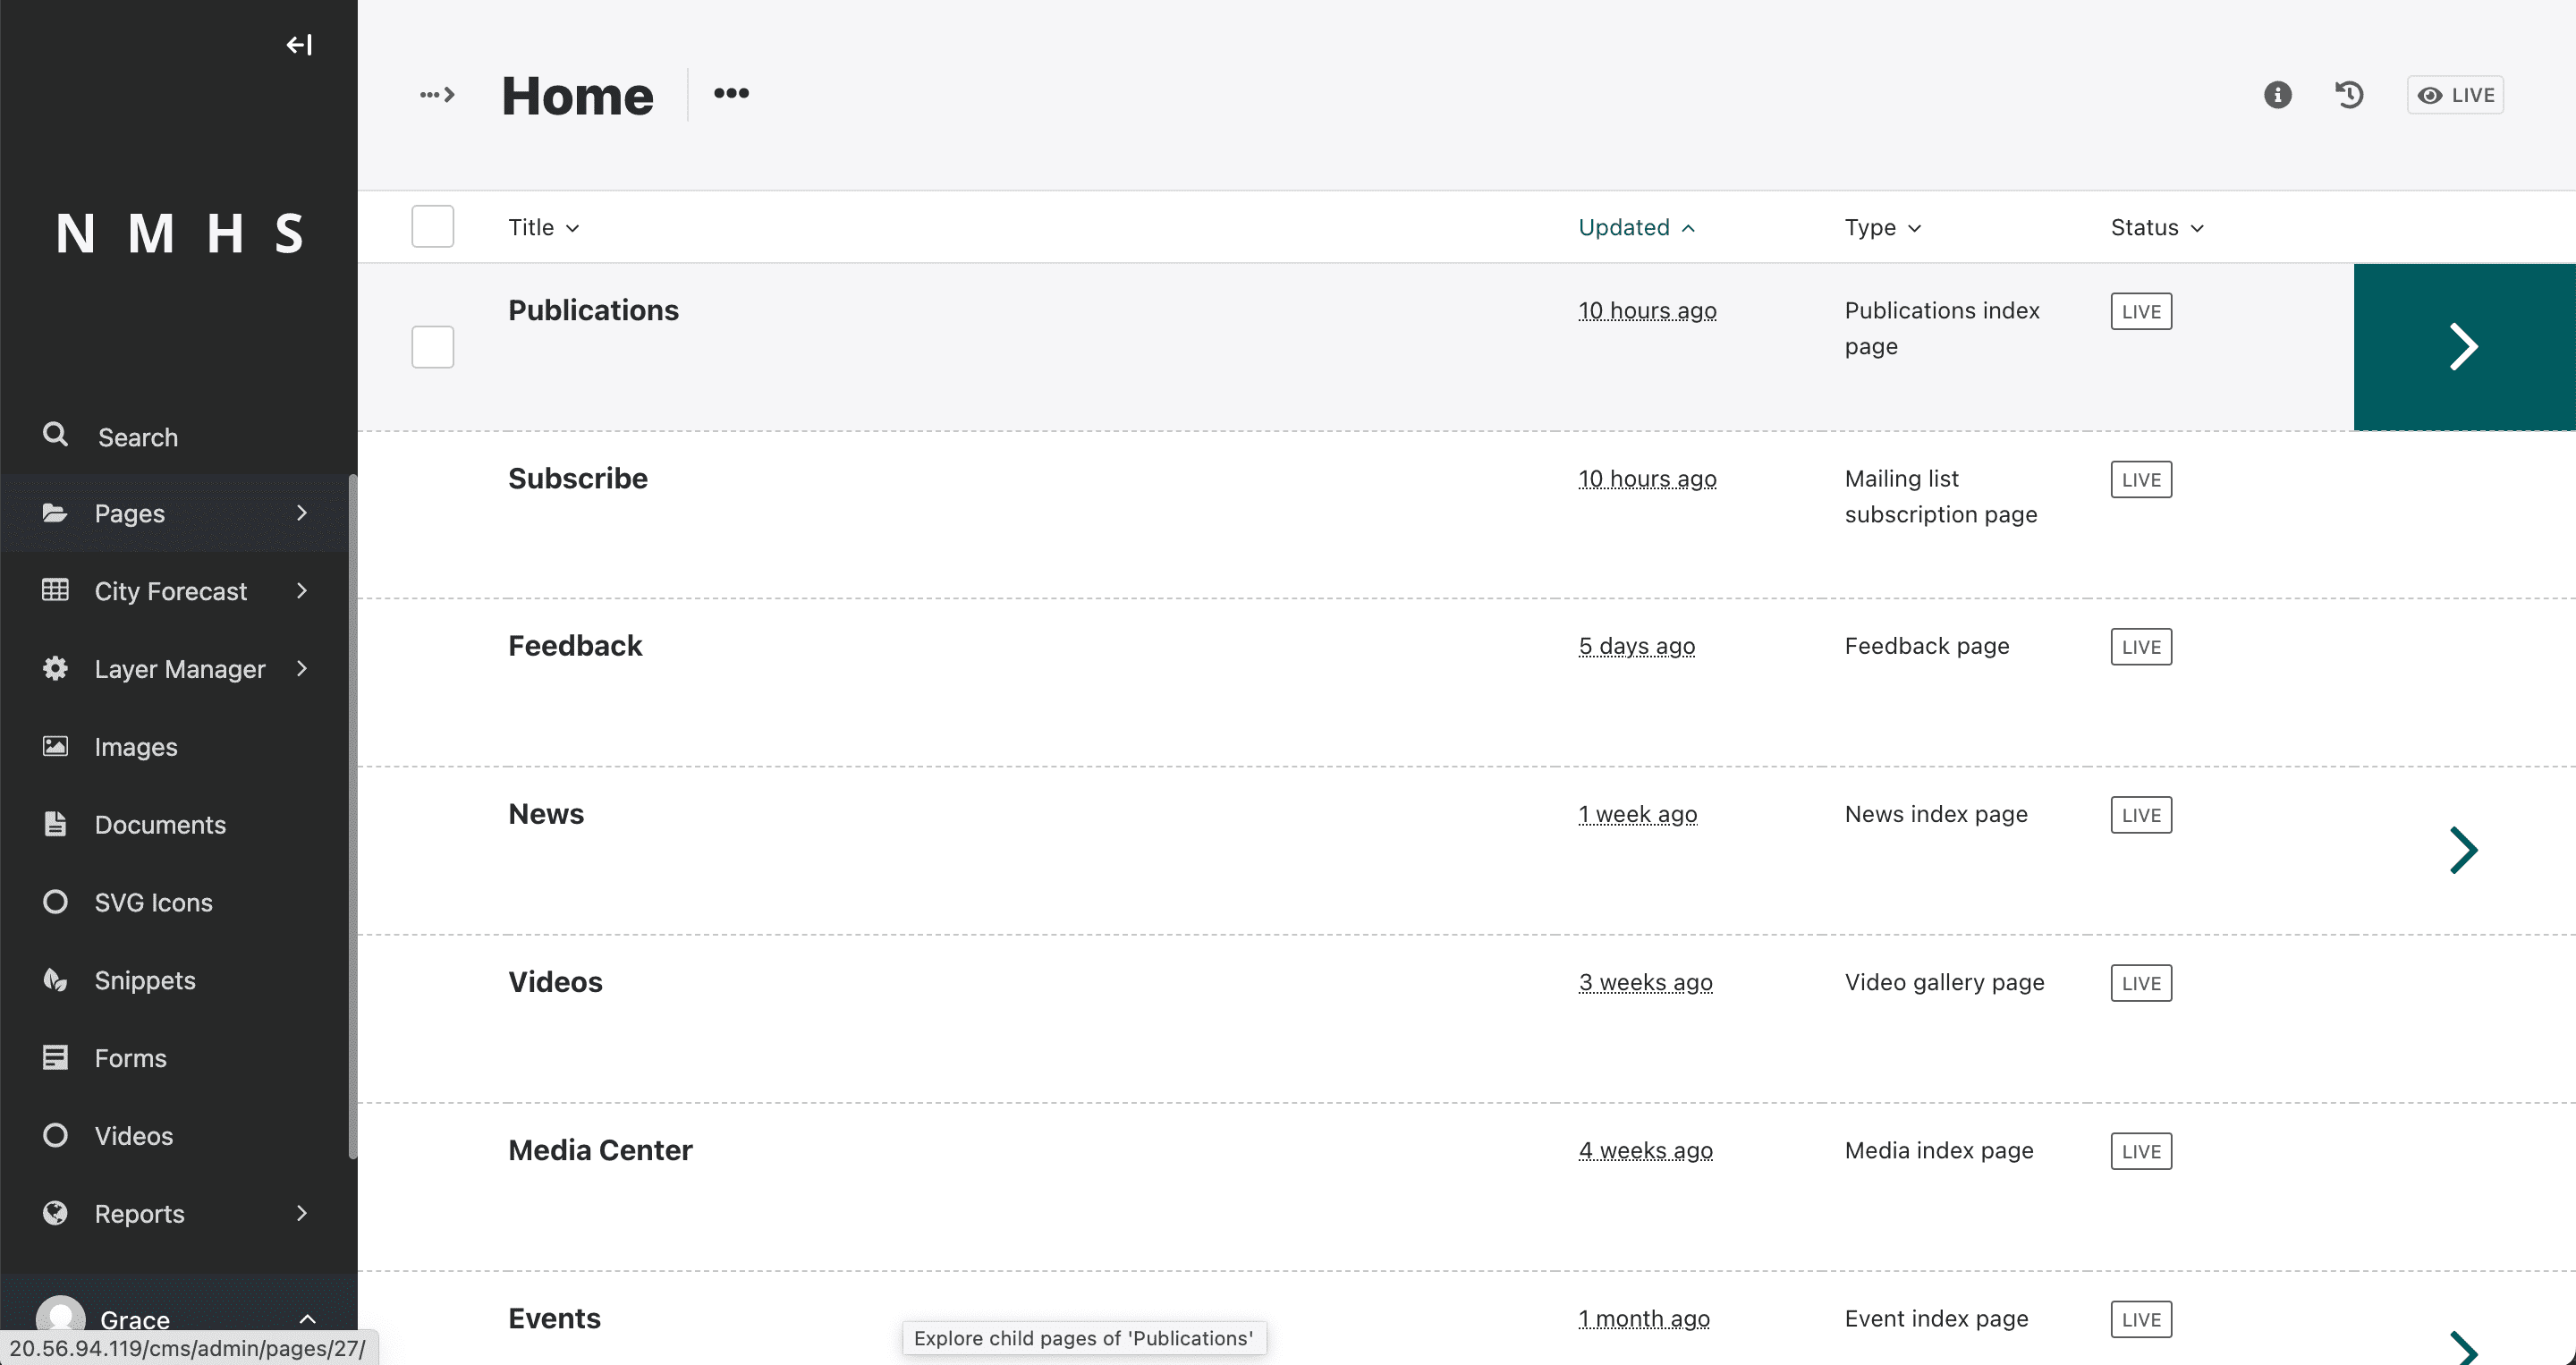 N M H S
Search
Pages
City Forecast
Layer Manager
Images
Documents
SVG Icons
Snippets
Forms
Videos
Reports
Grace
20.56.94.119/cms/admin/pages/27/
Home
LIVE
Title Updated Type Status
Publications 10 hours ago Publications index
page LIVE
Subscribe 10 hours ago Mailing list
subscription page LIVE
Feedback 5 days ago Feedback page LIVE
News 1 week ago News index page LIVE
Videos 3 weeks ago Video gallery page LIVE
Media Center 4 weeks ago Media index page LIVE
Events 1 month ago Event index page LIVE
Explore child pages of 'Publications'